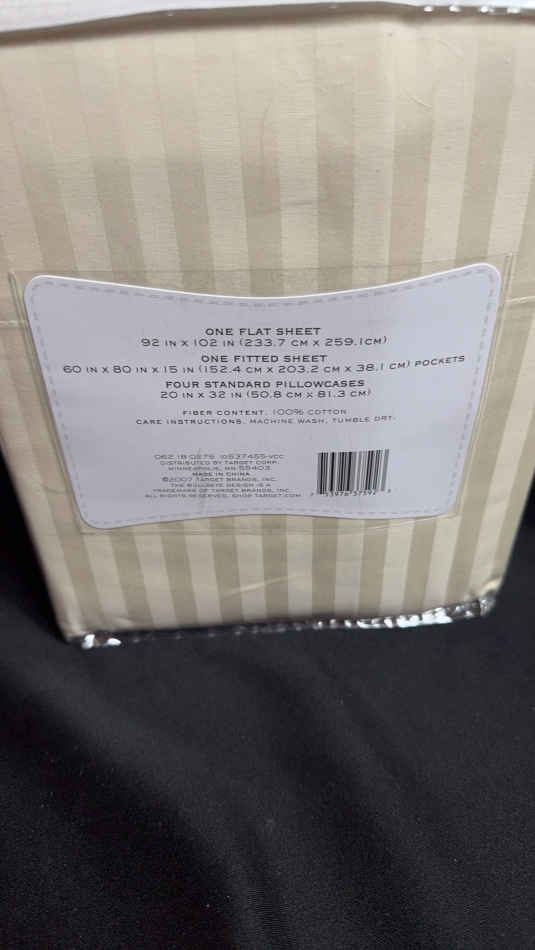 ONE FLAT SHEET
92 IN X 102 IN (233.7 CM X 259.1CM)
ONE FITTED SHEET
60 IN X 80 IN X 15 IN (152.4 CM X 203.2 CM X 38.1 CM) POCKETS
FOUR STANDARD PILLOWCASES
20 IN X 32 IN (50.8 CM X 81.3 CM)
FIBER CONTENT: 100% COTTON
CARE INSTRUCTIONS: MACHINE WASH, TUMBLE DRY.
062 18 0275
DISTRIBUTED BY TARGET CORP.
MINNEAPOLIS, MN 55403
MADE IN CHINA
©2007 TARGET BRANDS, INC.
THE BULLSEYE DESIGN IS A
TRADEMARK OF TARGET BRANDS, INC.
ALL RIGHTS RESERVED. SHOP TARGET.COM